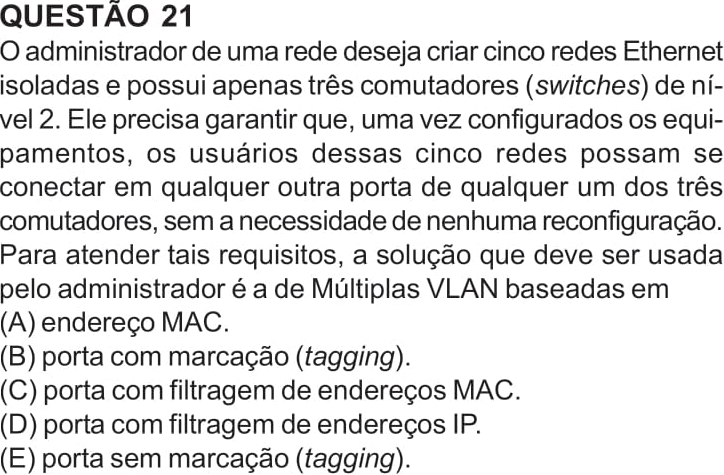 QUESTÃO 21
O administrador de uma rede deseja criar cinco redes Ethernet
isoladas e possui apenas três comutadores (switches) de ní-
vel 2. Ele precisa garantir que, uma vez configurados os equi-
pamentos, os usuários dessas cinco redes possam se
conectar em qualquer outra porta de qualquer um dos três
comutadores, sem a necessidade de nenhuma reconfiguração.
Para atender tais requisitos, a solução que deve ser usada
pelo administrador é a de Múltiplas VLAN baseadas em
(A) endereço MAC.
(B) porta com marcação (tagging).
(C) porta com filtragem de endereços MAC.
(D) porta com filtragem de endereços IP.
(E) porta sem marcação (tagging).